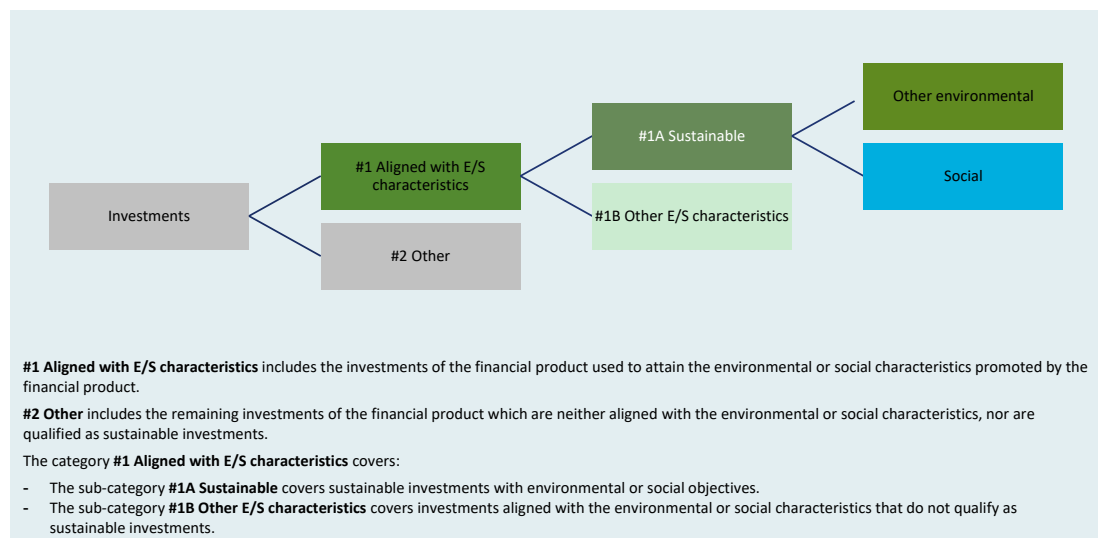 Other environmental
#1A Sustainable
#1 Aligned with E/S
characteristics
Social
Investments
#1B Other E/S characteristics
#2 Other
#1 Aligned with E/S characteristics includes the investments of the financial product used to attain the environmental or social characteristics promoted by the
financial product.
#2 Other includes the remaining investments of the financial product which are neither aligned with the environmental or social characteristics, nor are
qualified as sustainable investments.
The category #1 Aligned with E/S characteristics covers:
- The sub-category #1A Sustainable covers sustainable investments with environmental or social objectives.
- The sub-category #1B Other E/S characteristics covers investments aligned with the environmental or social characteristics that do not qualify as
sustainable investments.